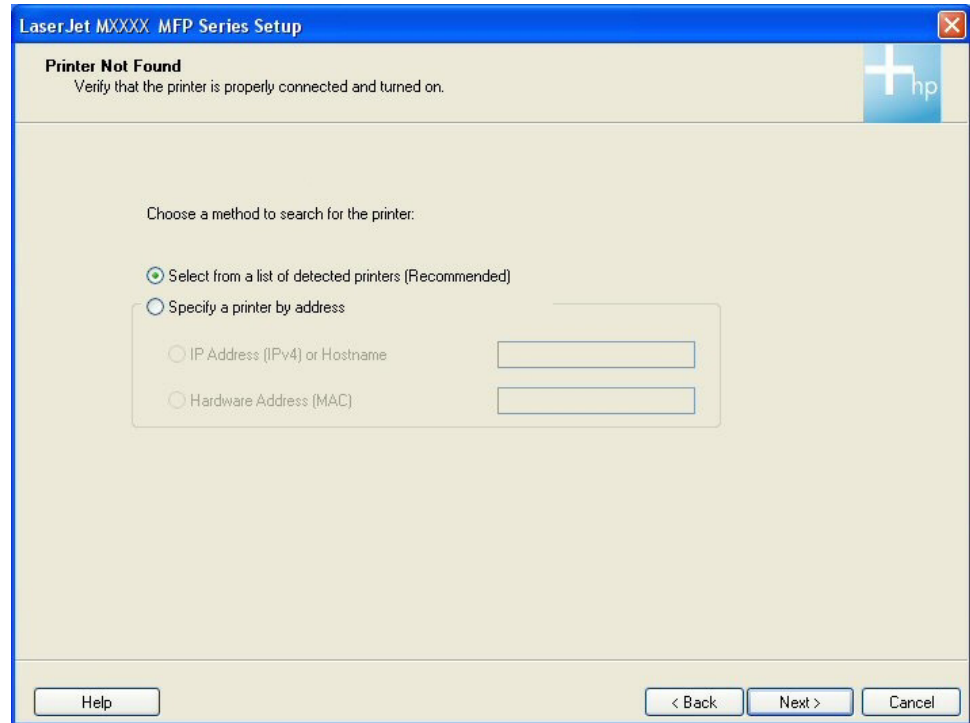 LaserJet MXXXX MFP Series Setup
Printer Not Found
Verify that the printer is properly connected and turned on.
hp
Choose a method to search for the printer:
Select from a list of detected printers (Recommended)
Specify a printer by address
IP Address (IPv4) or Hostname
Hardware Address (MAC)
Help
< Back
Next >
Cancel